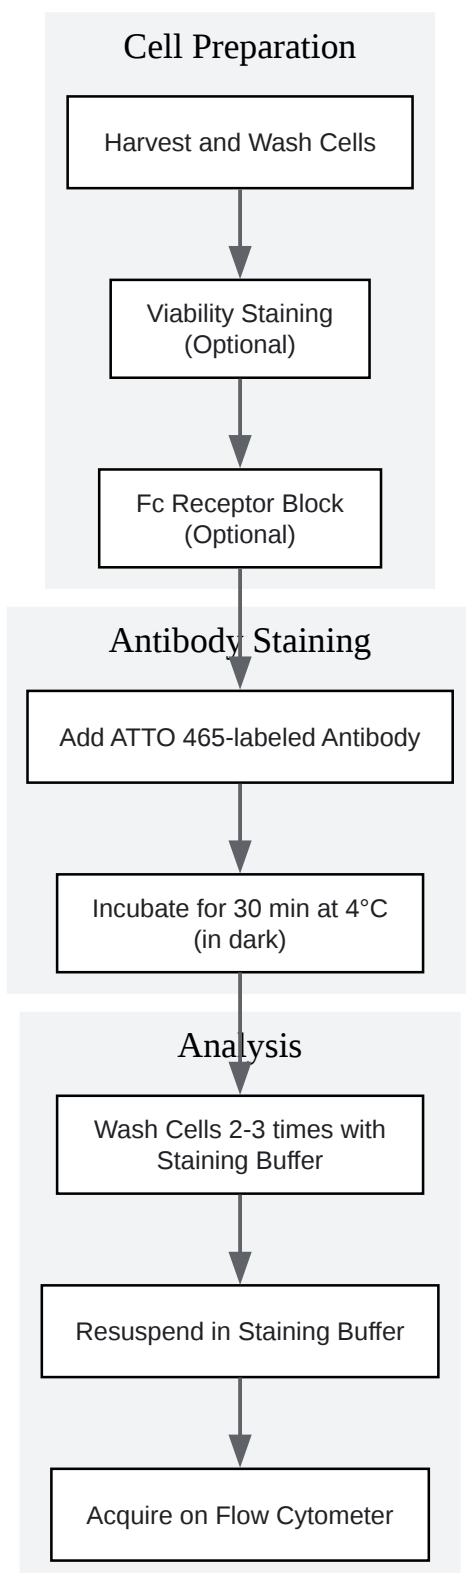 Cell Preparation
Harvest and Wash Cells
Viability Staining
(Optional)
Fc Receptor Block
(Optional)
Antibody Staining
Add ATTO 465-labeled Antibody
Incubate for 30 min at 4°C
(in dark)
Analysis
Wash Cells 2-3 times with
Staining Buffer
Resuspend in Staining Buffer
Acquire on Flow Cytometer